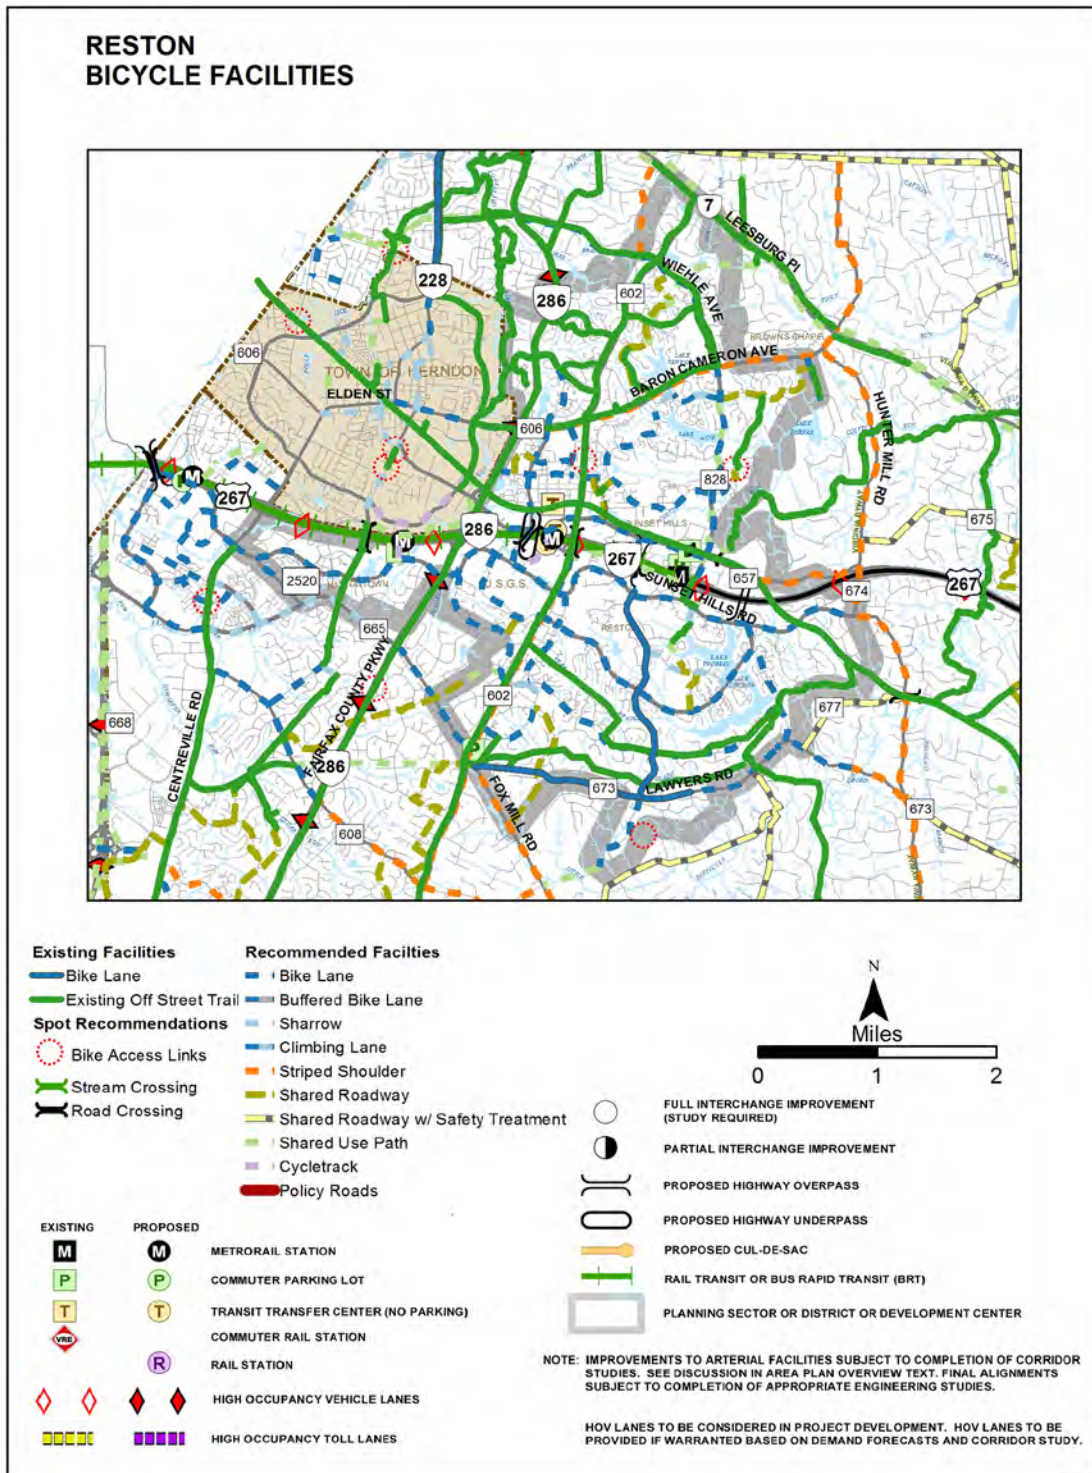 RESTON
BICYCLE FACILITIES
7
LEESBURG PI
WIEHLE AVE
228
286
602
606
BROWNS CHAPEL
TOWN OF HERNDON
BARON CAMERON AVE
ELDEN ST
HUNTER MILL RD
606
828
267
286
SUNSET HILLS
675
267
2520
U.S.G.S.
657
674
267
SUNSET HILLS RD
665
RESTON
FAIRFAX COUNTY PKWY
602
668
CENTREVILLE RD
677
286
673
LAWYERS RD
FOX MILL RD
608
673
Existing Facilities
Bike Lane
Existing Off Street Trail
Spot Recommendations
Bike Access Links
Stream Crossing
Road Crossing
Recommended Facilties
Bike Lane
Buffered Bike Lane
Sharrow
Climbing Lane
Striped Shoulder
Shared Roadway
Shared Roadway w/ Safety Treatment
Shared Use Path
Cycletrack
Policy Roads
N
Miles
0 1 2
EXISTING PROPOSED
M M METRORAIL STATION
P P COMMUTER PARKING LOT
T T TRANSIT TRANSFER CENTER (NO PARKING)
VRE COMMUTER RAIL STATION
R RAIL STATION
HIGH OCCUPANCY VEHICLE LANES
HIGH OCCUPANCY TOLL LANES
FULL INTERCHANGE IMPROVEMENT
(STUDY REQUIRED)
PARTIAL INTERCHANGE IMPROVEMENT
PROPOSED HIGHWAY OVERPASS
PROPOSED HIGHWAY UNDERPASS
PROPOSED CUL-DE-SAC
RAIL TRANSIT OR BUS RAPID TRANSIT (BRT)
PLANNING SECTOR OR DISTRICT OR DEVELOPMENT CENTER
NOTE: IMPROVEMENTS TO ARTERIAL FACILITIES SUBJECT TO COMPLETION OF CORRIDOR
STUDIES. SEE DISCUSSION IN AREA PLAN OVERVIEW TEXT. FINAL ALIGNMENTS
SUBJECT TO COMPLETION OF APPROPRIATE ENGINEERING STUDIES.
HOV LANES TO BE CONSIDERED IN PROJECT DEVELOPMENT. HOV LANES TO BE
PROVIDED IF WARRANTED BASED ON DEMAND FORECASTS AND CORRIDOR STUDY.